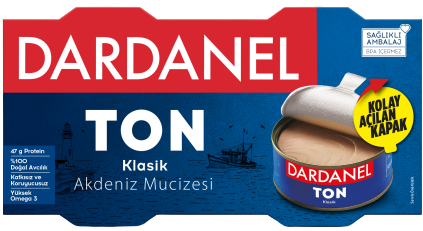 DARDANEL
SAĞLIKLI
AMBALAJ
BPA İÇERMEZ
TON
Klasik
Akdeniz Mucizesi
47 g Protein
%100
Doğal Avcılık
Katkısız ve
Koruyucusuz
Yüksek
Omega 3
KOLAY
AÇILAN
KAPAK
DARDANEL
TON
Klasik